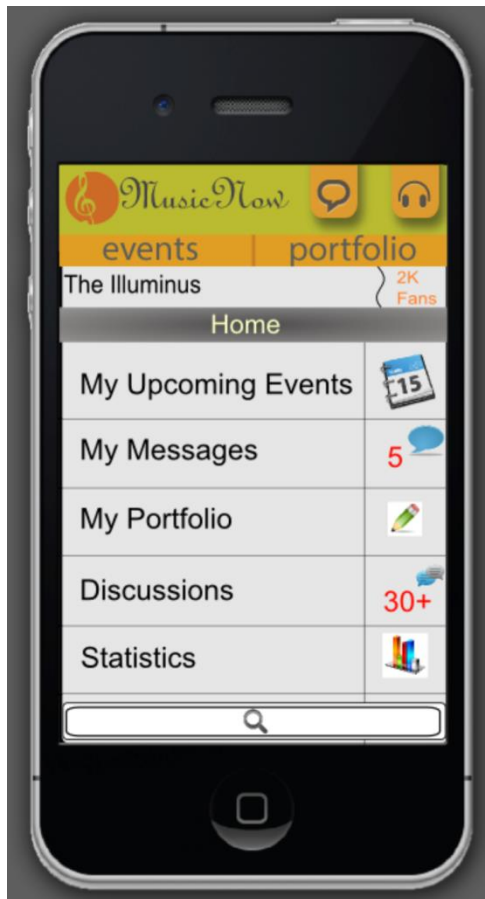 MusicNow
events portfolio
The Illuminus
2K
Fans
Home
My Upcoming Events
15
My Messages
5
My Portfolio
Discussions
30+
Statistics